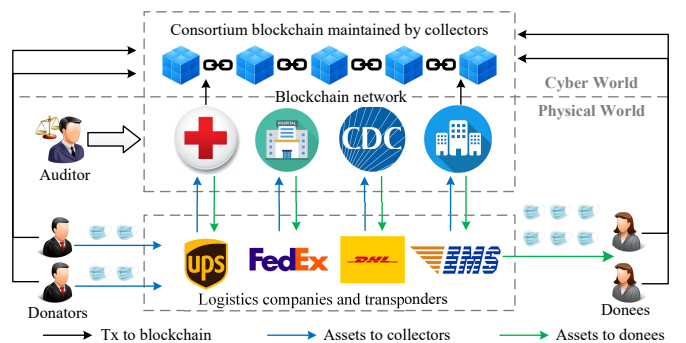 Consortium blockchain maintained by collectors
Cyber World
Blockchain network
Physical World
HOSPITAL
CDC
Auditor
ups
FedEx
DHL
EMS
Logistics companies and transponders
Donators
Donees
Tx to blockchain
Assets to collectors
Assets to donees